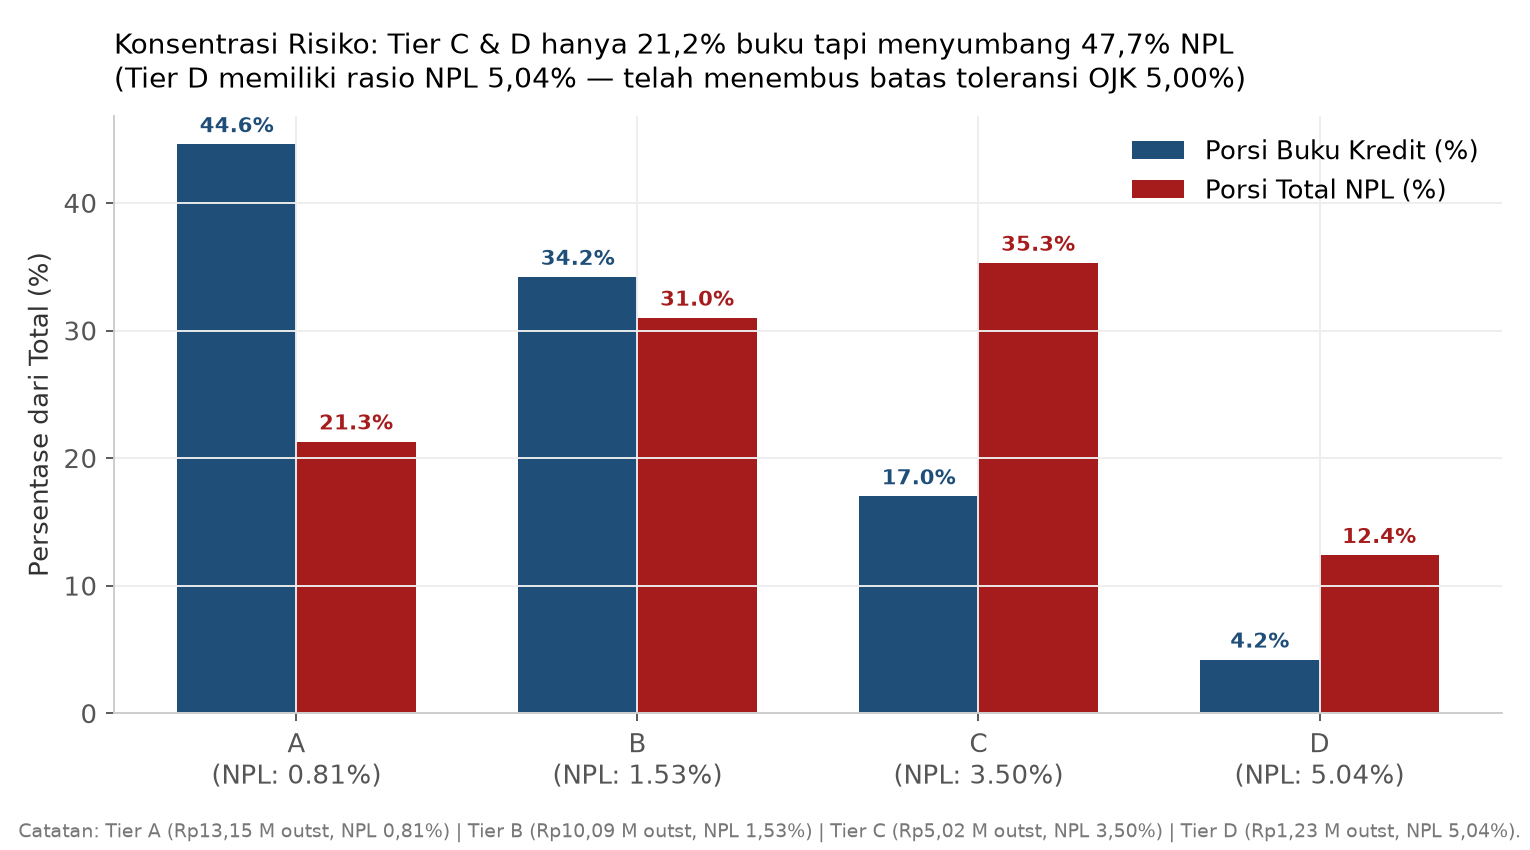 Konsentrasi Risiko: Tier C & D hanya 21,2% buku tapi menyumbang 47,7% NPL
(Tier D memiliki rasio NPL 5,04% — telah menembus batas toleransi OJK 5,00%)
Porsi Buku Kredit (%)
Porsi Total NPL (%)
Persentase dari Total (%)
40
30
20
10
0
44.6%
21.3%
34.2%
31.0%
17.0%
35.3%
4.2%
12.4%
A
(NPL: 0.81%)
B
(NPL: 1.53%)
C
(NPL: 3.50%)
D
(NPL: 5.04%)
Catatan: Tier A (Rp13,15 M outst, NPL 0,81%) | Tier B (Rp10,09 M outst, NPL 1,53%) | Tier C (Rp5,02 M outst, NPL 3,50%) | Tier D (Rp1,23 M outst, NPL 5,04%).